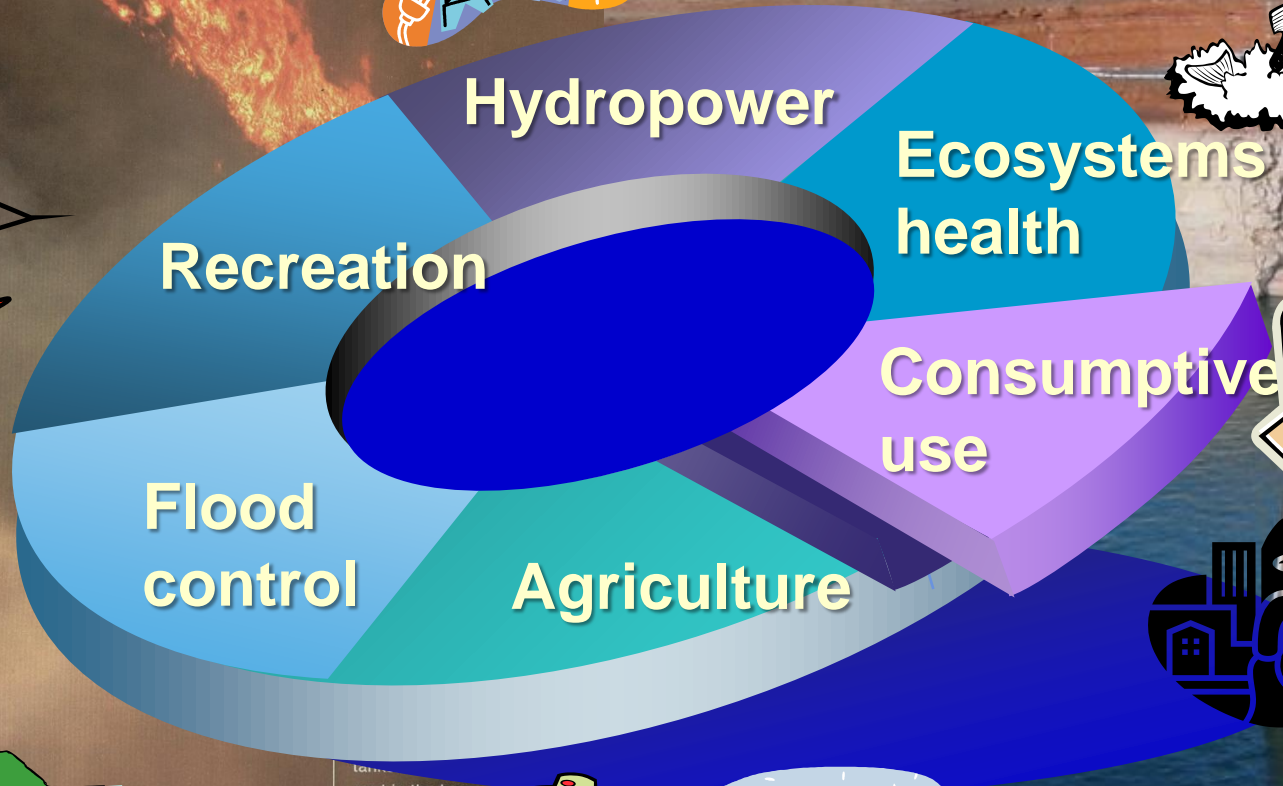 Hydropower
Ecosystems
health
Recreation
Consumptive
use
Flood
control
Agriculture